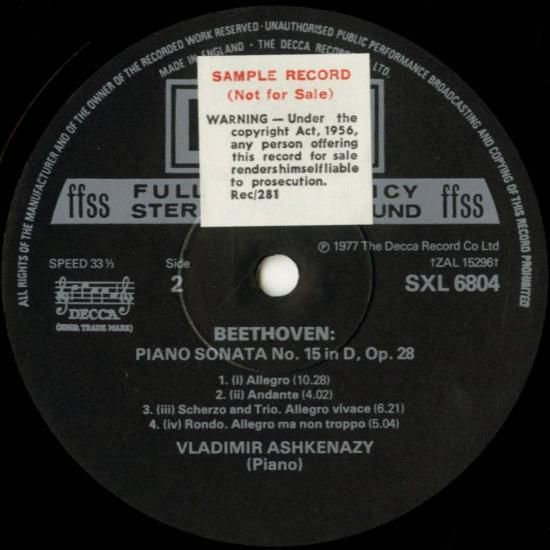 ALL RIGHTS OF THE MANUFACTURER AND OF THE OWNER OF THE RECORDED WORK RESERVED · UNAUTHORISED PUBLIC PERFORMANCE BROADCASTING AND COPYING OF THIS RECORD PROHIBITED
MADE IN ENGLAND · THE DECCA RECORD CO. LTD.
SAMPLE RECORD
(Not for Sale)
WARNING — Under the
copyright Act, 1956,
any person offering
this record for sale
rendershimselfliable
to prosecution.
Rec/281
ffss FULL CY ffss
STER UND
℗ 1977 The Decca Record Co Ltd
SPEED 33⅓ Side †ZAL 15296†
2 SXL 6804
DECCA
(REGD. TRADE MARK)
BEETHOVEN:
PIANO SONATA No. 15 in D, Op. 28
1. (i) Allegro (10.28)
2. (ii) Andante (4.02)
3. (iii) Scherzo and Trio. Allegro vivace (6.21)
4. (iv) Rondo. Allegro ma non troppo (5.04)
VLADIMIR ASHKENAZY
(Piano)